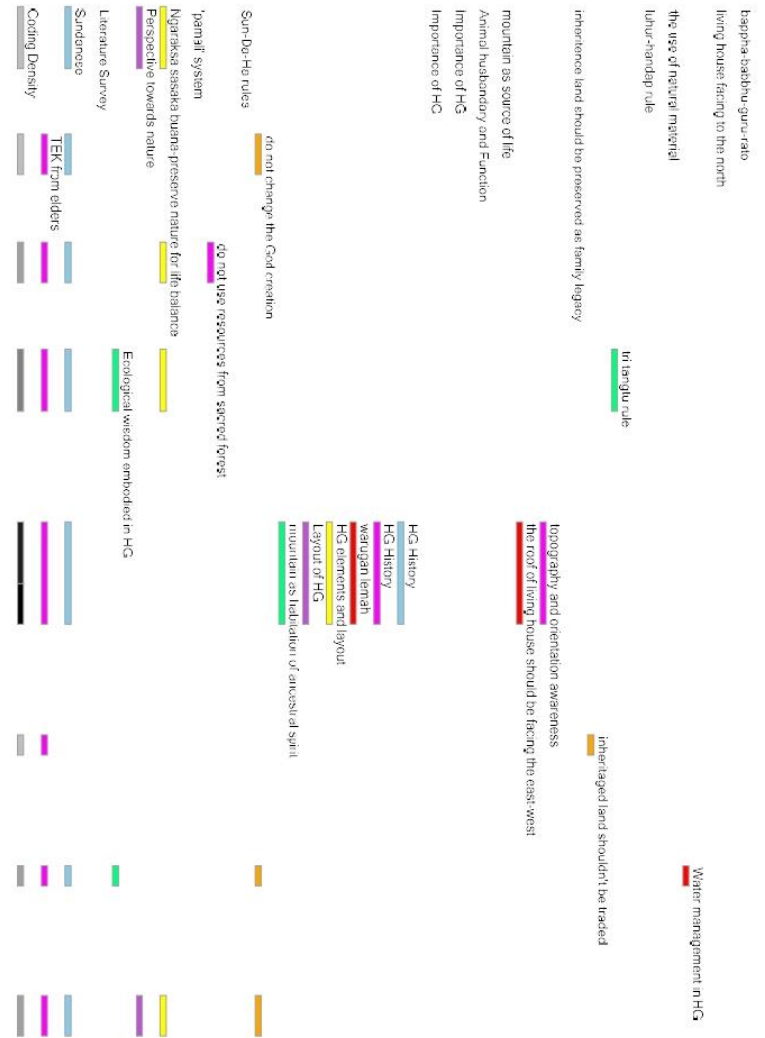 bappha-babbhu-guru-rato
living house facing to the north
Water management in HG
the use of natural material
luhur-handap rule
tri tangtu rule
inheritaged land shouldn't be traded
inheritence land should be preserved as family legacy
topography and orientation awareness
the roof of living house should be facing the east-west
mountain as source of life
Animal husbandary and Function
Importance of HG
Importance of HG
HG History
HG History
warugan lemah
HG elements and layout
Layout of HG
mountain as habitation of ancestral spirit
do not change the God creation
Sun-Da-Ha rules
do not use resources from sacred forest
'pamali' system
Ngaraksa sasaka buana-preserve nature for life balance
Perspective towards nature
Ecological wisdom embodied in HG
Literature Survey
Sundanese
TEK from elders
Coding Density